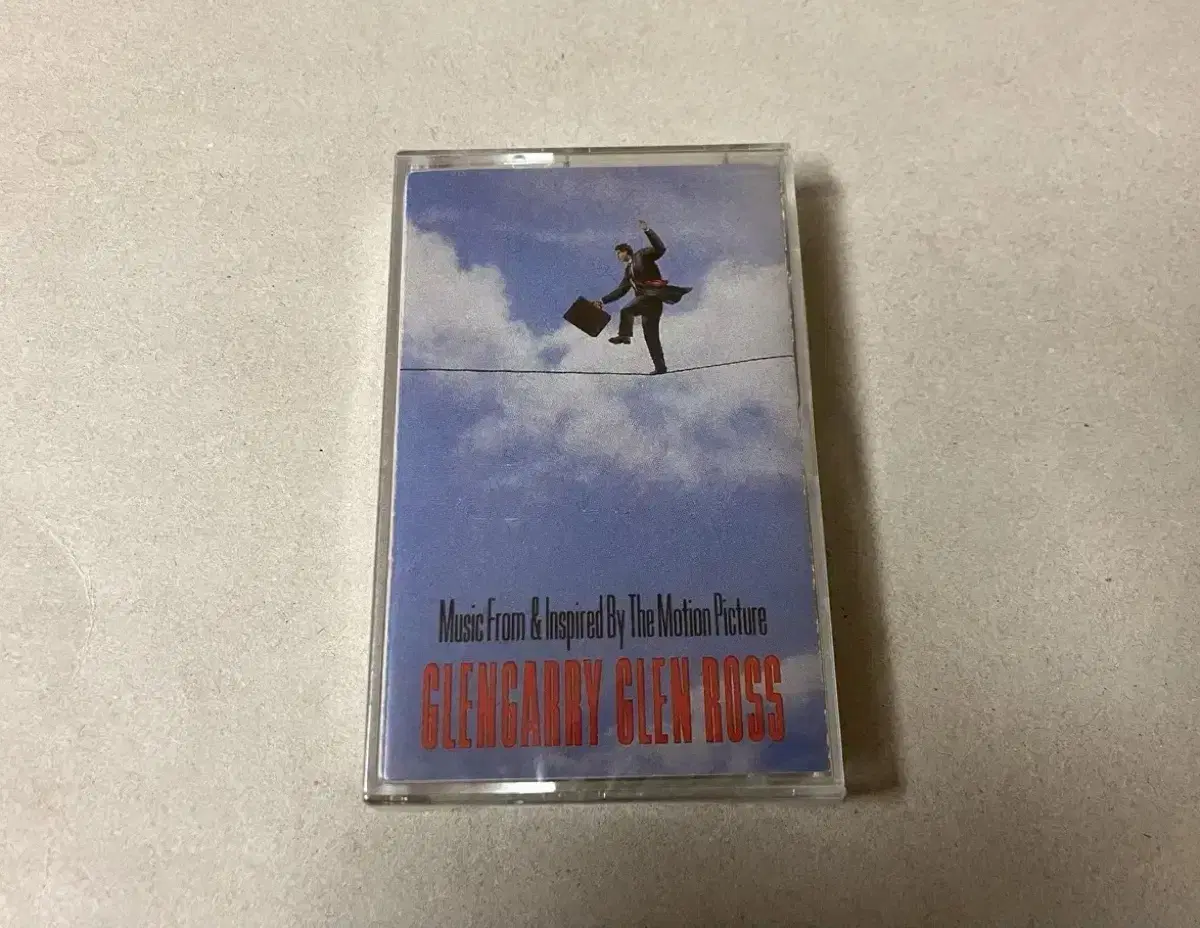 Music From & Inspired By The Motion Picture
GLENGARRY GLEN ROSS